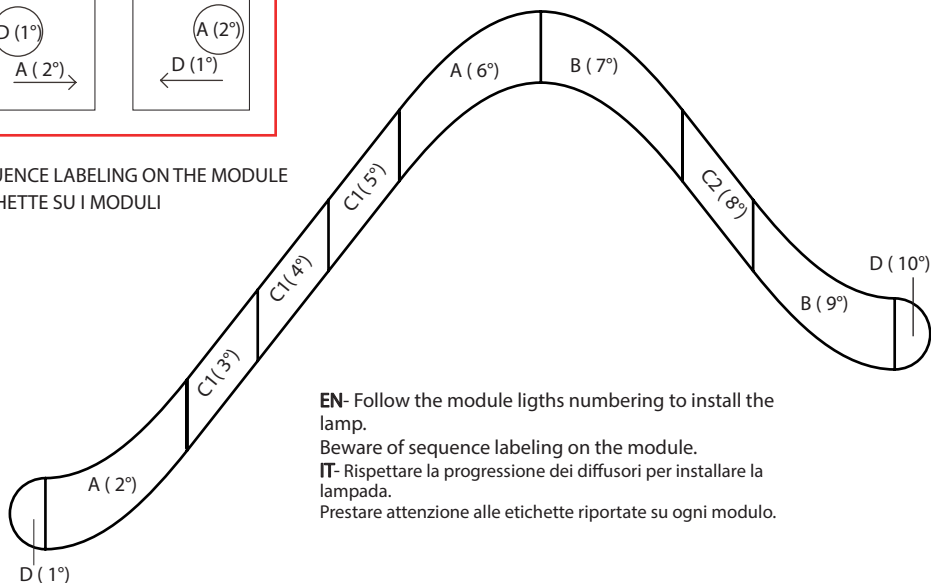 D (1°)
A ( 2°)
A (2°)
D (1°)
LABELING ON THE MODULE
SU I MODULI
A ( 6°)
B ( 7°)
C1( 5°)
C2 ( 8°)
C1( 4°)
D ( 10°)
B ( 9°)
C1( 3°)
A ( 2°)
D ( 1°)
EN- Follow the module ligths numbering to install the
lamp.
Beware of sequence labeling on the module.
IT- Rispettare la progressione dei diffusori per installare la
lampada.
Prestare attenzione alle etichette riportate su ogni modulo.